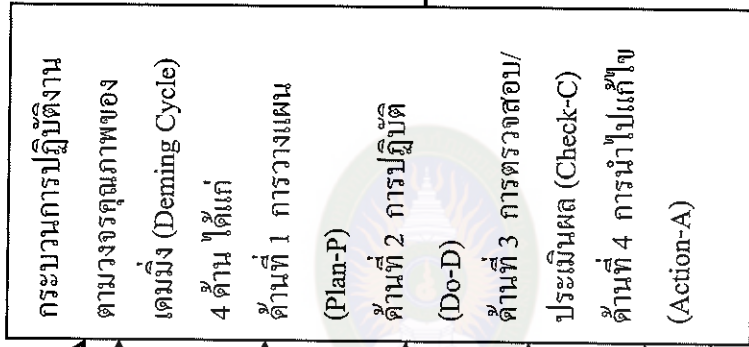 กระบวนการปฏิบัติงาน
ตามวงจรคุณภาพของ
เดมมิ่ง (Deming Cycle)
4 ด้าน ได้แก่
ด้านที่ 1 การวางแผน
(Plan-P)
ด้านที่ 2 การปฏิบัติ
(Do-D)
ด้านที่ 3 การตรวจสอบ/
ประเมินผล (Check-C)
ด้านที่ 4 การนำไปแก้ไข
(Action-A)